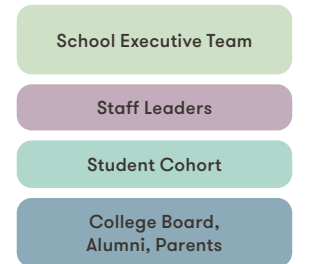 School Executive Team
Staff Leaders
Student Cohort
College Board,
Alumni, Parents